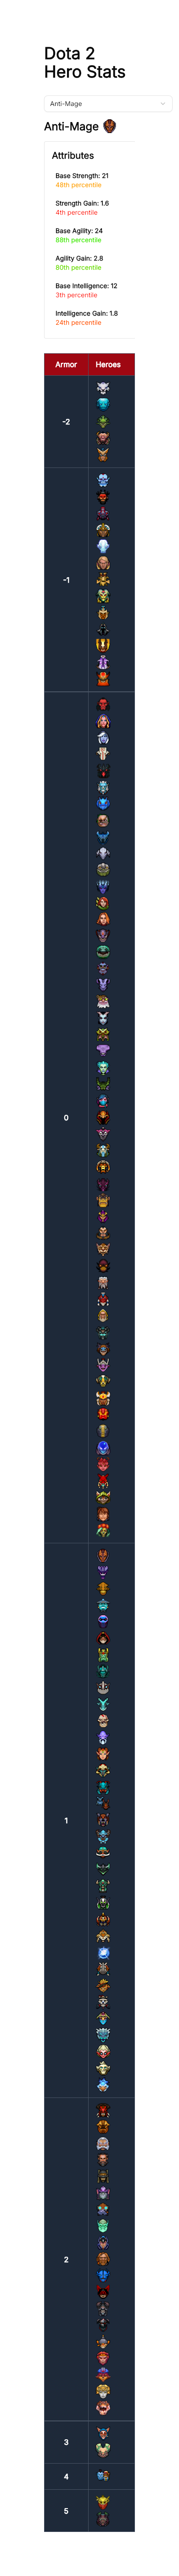 Dota 2
Hero Stats
Anti-Mage
Anti-Mage
Attributes
Base Strength: 21
48th percentile
Strength Gain: 1.6
4th percentile
Base Agility: 24
88th percentile
Agility Gain: 2.8
80th percentile
Base Intelligence: 12
3th percentile
Intelligence Gain: 1.8
24th percentile
Armor Heroes
-2
-1
0
1
2
3
4
5